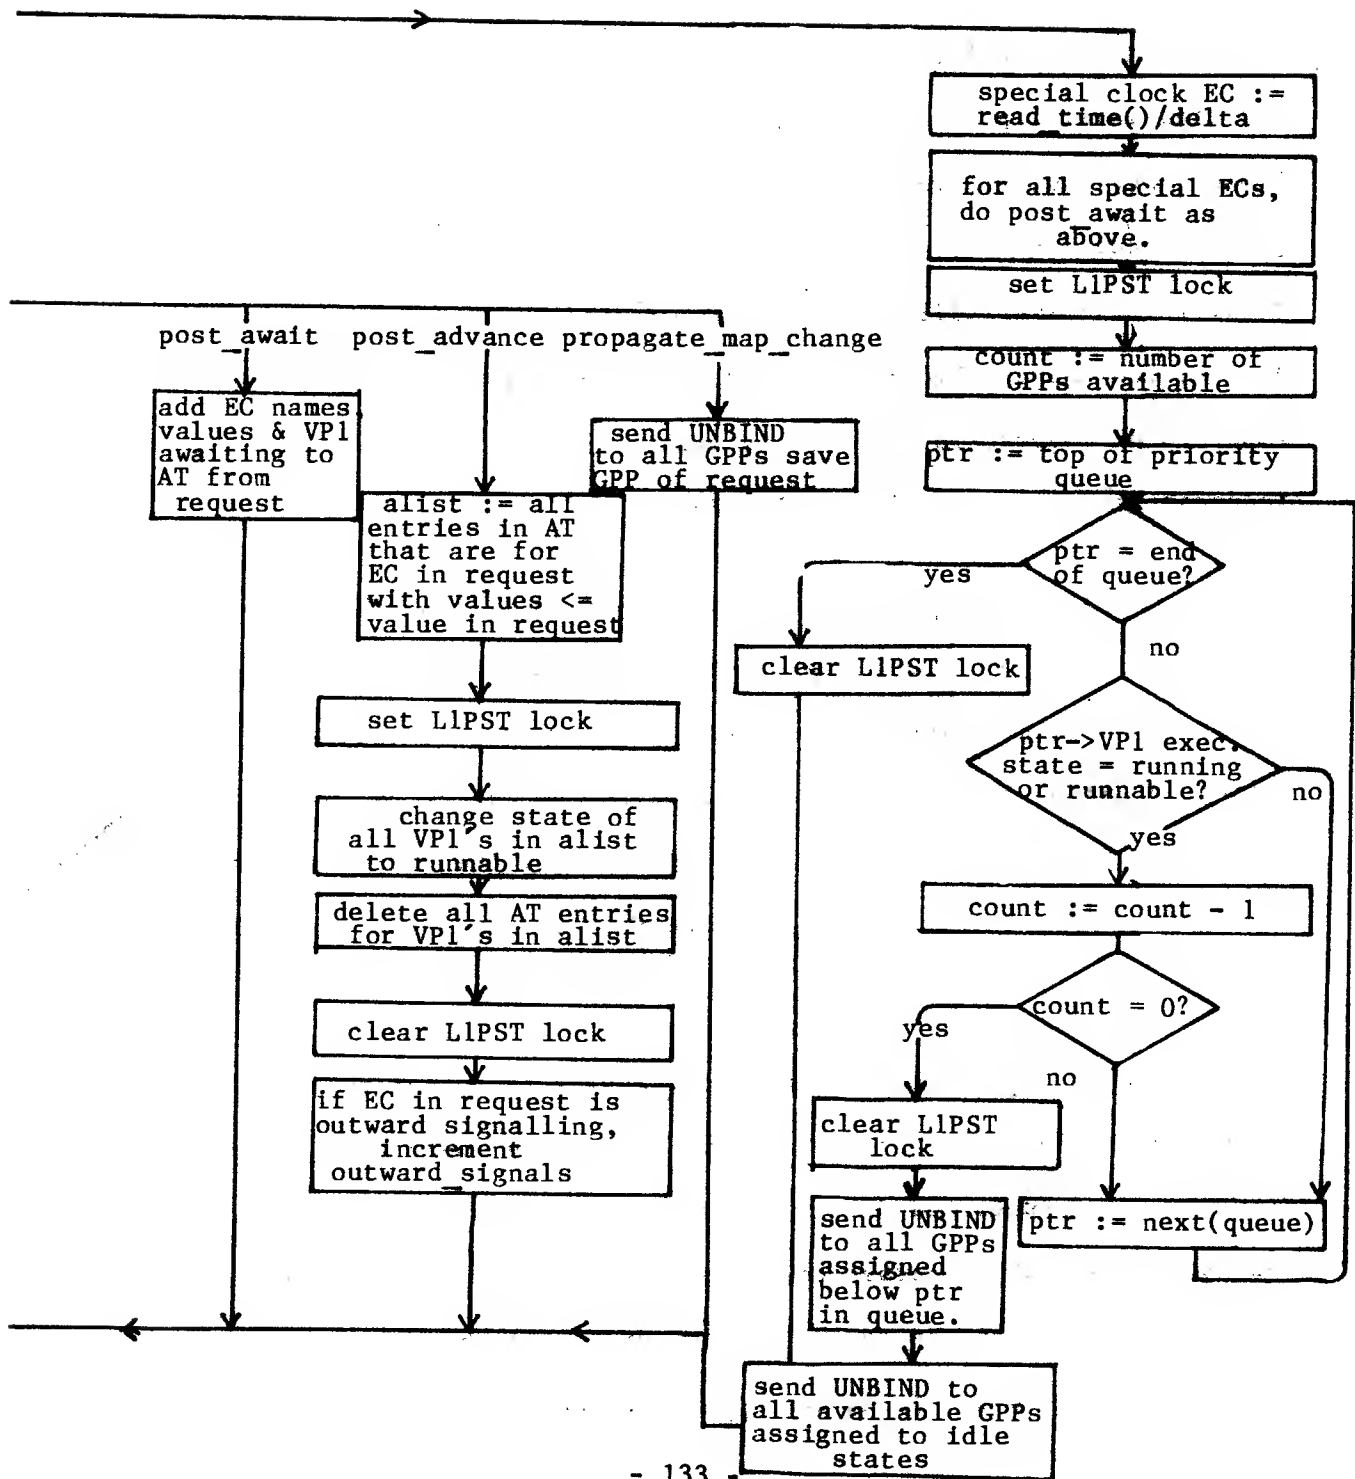 special clock EC :=
read_time()/delta
for all special ECs,
do post_await as
above.
set L1PST lock
count := number of
GPPs available
ptr := top of priority
queue
ptr = end
of queue?
yes
no
clear L1PST lock
ptr->VP1 exec.
state = running
or runnable?
no
yes
count := count - 1
count = 0?
yes
no
clear L1PST
lock
send UNBIND
to all GPPs
assigned
below ptr
in queue.
ptr := next(queue)
send UNBIND to
all available GPPs
assigned to idle
states
post_await post_advance propagate_map_change
add EC names
values & VP1
awaiting to
AT from
request
alist := all
entries in AT
that are for
EC in request
with values <=
value in request
set L1PST lock
change state of
all VP1's in alist
to runnable
delete all AT entries
for VP1's in alist
clear L1PST lock
if EC in request is
outward signalling,
increment
outward_signals
send UNBIND
to all GPPs save
GPP of request
- 133 -